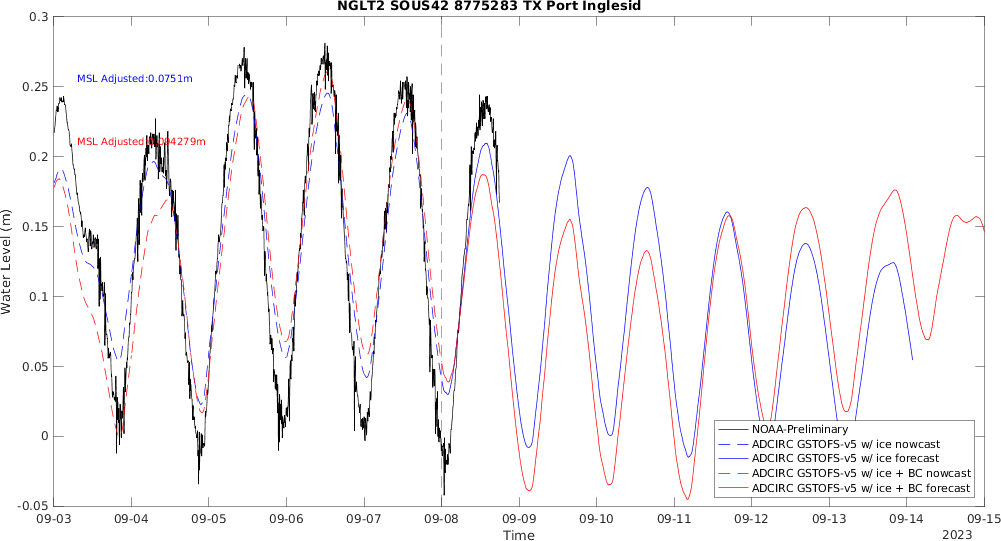 NGLT2 SOUS42 8775283 TX Port Inglesid
Water Level (m)
0.3
0.25
0.2
0.15
0.1
0.05
0
-0.05
MSL Adjusted:0.0751m
MSL Adjusted:0.004279m
NOAA-Preliminary
ADCIRC GSTOFS-v5 w/ ice nowcast
ADCIRC GSTOFS-v5 w/ ice forecast
ADCIRC GSTOFS-v5 w/ ice + BC nowcast
ADCIRC GSTOFS-v5 w/ ice + BC forecast
09-03 09-04 09-05 09-06 09-07 09-08 09-09 09-10 09-11 09-12 09-13 09-14 09-15
Time
2023